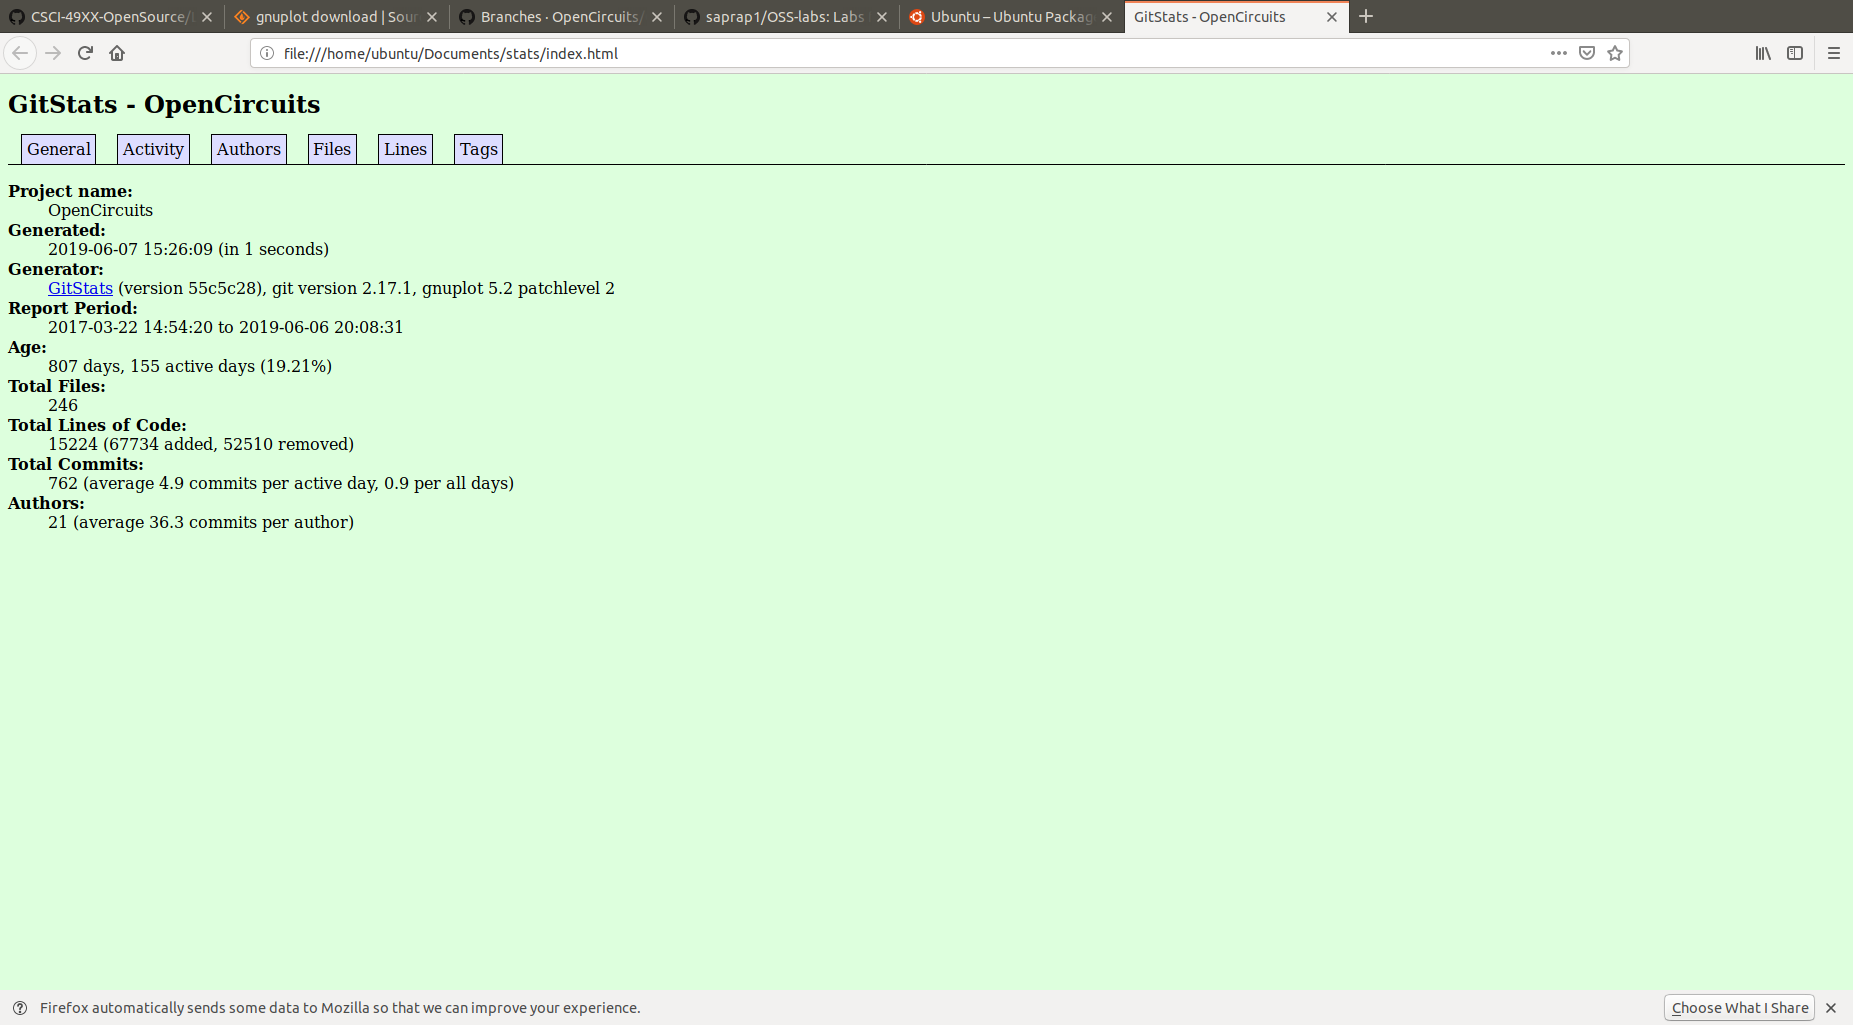 CSCI-49XX-OpenSource/
gnuplot download | Sour
Branches · OpenCircuits/
saprap1/OSS-labs: Labs
Ubuntu – Ubuntu Packag
GitStats - OpenCircuits
file:///home/ubuntu/Documents/stats/index.html
GitStats - OpenCircuits
General Activity Authors Files Lines Tags
Project name:
OpenCircuits
Generated:
2019-06-07 15:26:09 (in 1 seconds)
Generator:
GitStats (version 55c5c28), git version 2.17.1, gnuplot 5.2 patchlevel 2
Report Period:
2017-03-22 14:54:20 to 2019-06-06 20:08:31
Age:
807 days, 155 active days (19.21%)
Total Files:
246
Total Lines of Code:
15224 (67734 added, 52510 removed)
Total Commits:
762 (average 4.9 commits per active day, 0.9 per all days)
Authors:
21 (average 36.3 commits per author)
Firefox automatically sends some data to Mozilla so that we can improve your experience.
Choose What I Share